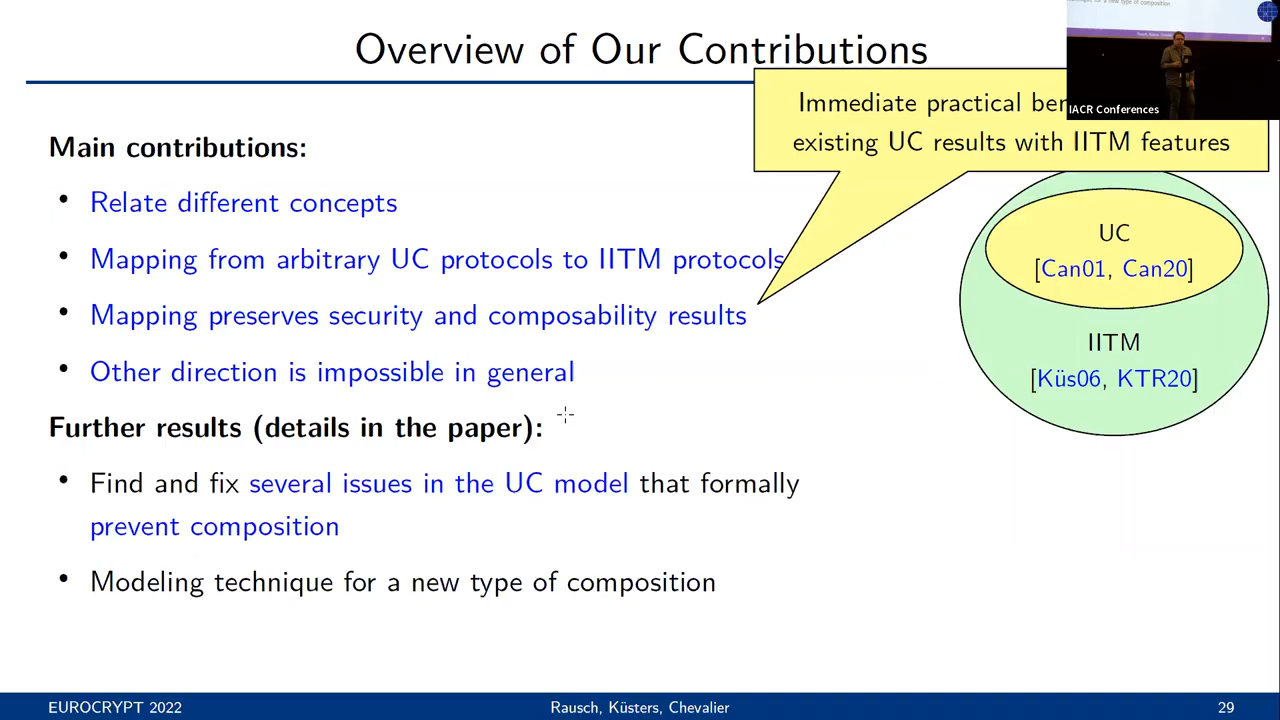 Overview of Our Contributions
IACR Conferences
Immediate practical
existing UC results with IITM features
Main contributions:
• Relate different concepts
• Mapping from arbitrary UC protocols to IITM protocols
• Mapping preserves security and composability results
• Other direction is impossible in general
Further results (details in the paper):
• Find and fix several issues in the UC model that formally
prevent composition
• Modeling technique for a new type of composition
UC
[Can01, Can20]
IITM
[Küs06, KTR20]
EUROCRYPT 2022
Rausch, Küsters, Chevalier
29